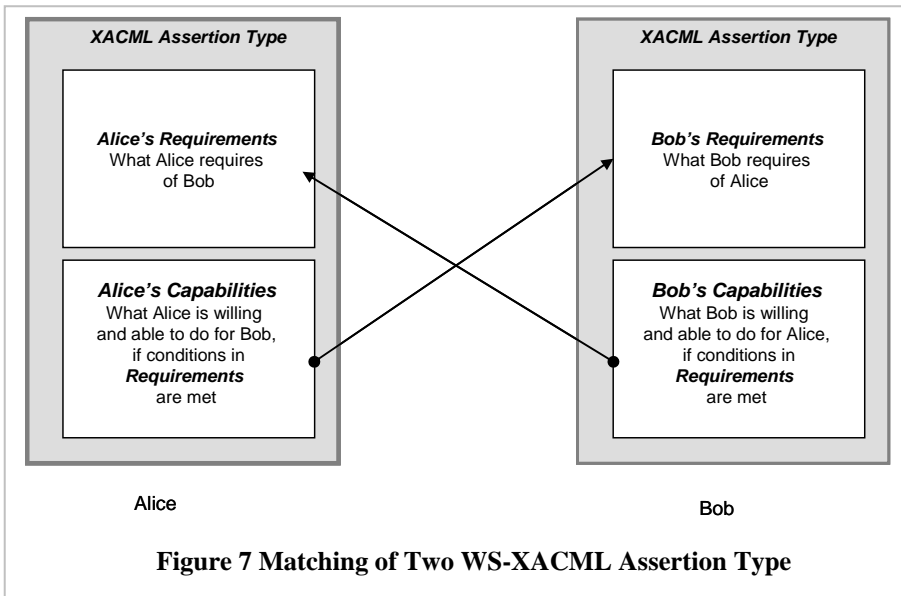 XACML Assertion Type
Alice’s Requirements
What Alice requires
of Bob
Alice’s Capabilities
What Alice is willing
and able to do for Bob,
if conditions in
Requirements
are met
Alice
XACML Assertion Type
Bob’s Requirements
What Bob requires
of Alice
Bob’s Capabilities
What Bob is willing
and able to do for Alice,
if conditions in
Requirements
are met
Bob
Figure 7 Matching of Two WS-XACML Assertion Type